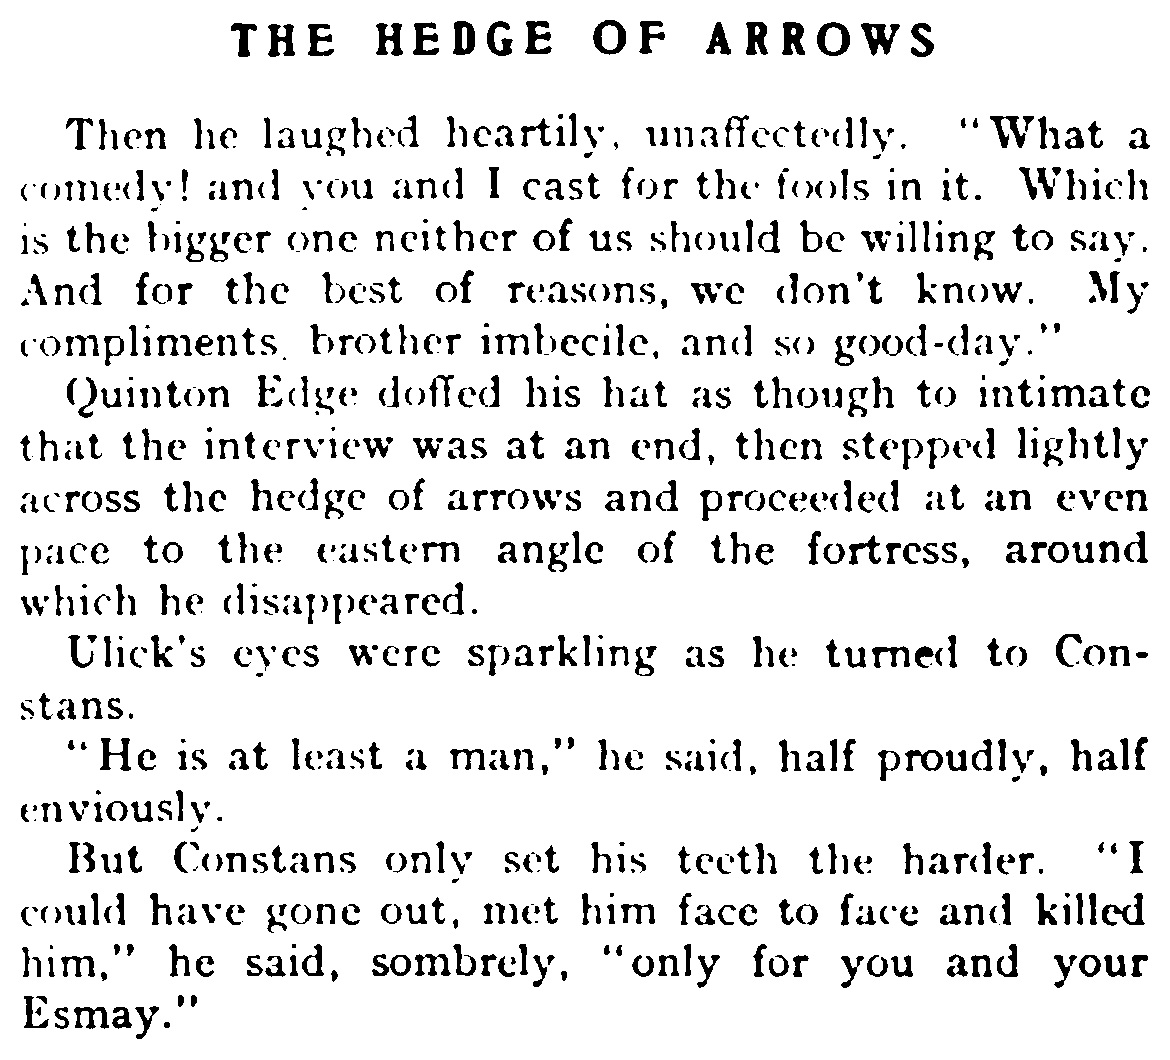 THE HEDGE OF ARROWS
Then he laughed heartily, unaffectedly. "What a
comedy! and you and I cast for the fools in it. Which
is the bigger one neither of us should be willing to say.
And for the best of reasons, we don't know. My
compliments, brother imbecile, and so good-day."
Quinton Edge doffed his hat as though to intimate
that the interview was at an end, then stepped lightly
across the hedge of arrows and proceeded at an even
pace to the eastern angle of the fortress, around
which he disappeared.
Ulick's eyes were sparkling as he turned to Con-
stans.
"He is at least a man," he said, half proudly, half
enviously.
But Constans only set his teeth the harder. "I
could have gone out, met him face to face and killed
him," he said, sombrely, "only for you and your
Esmay."